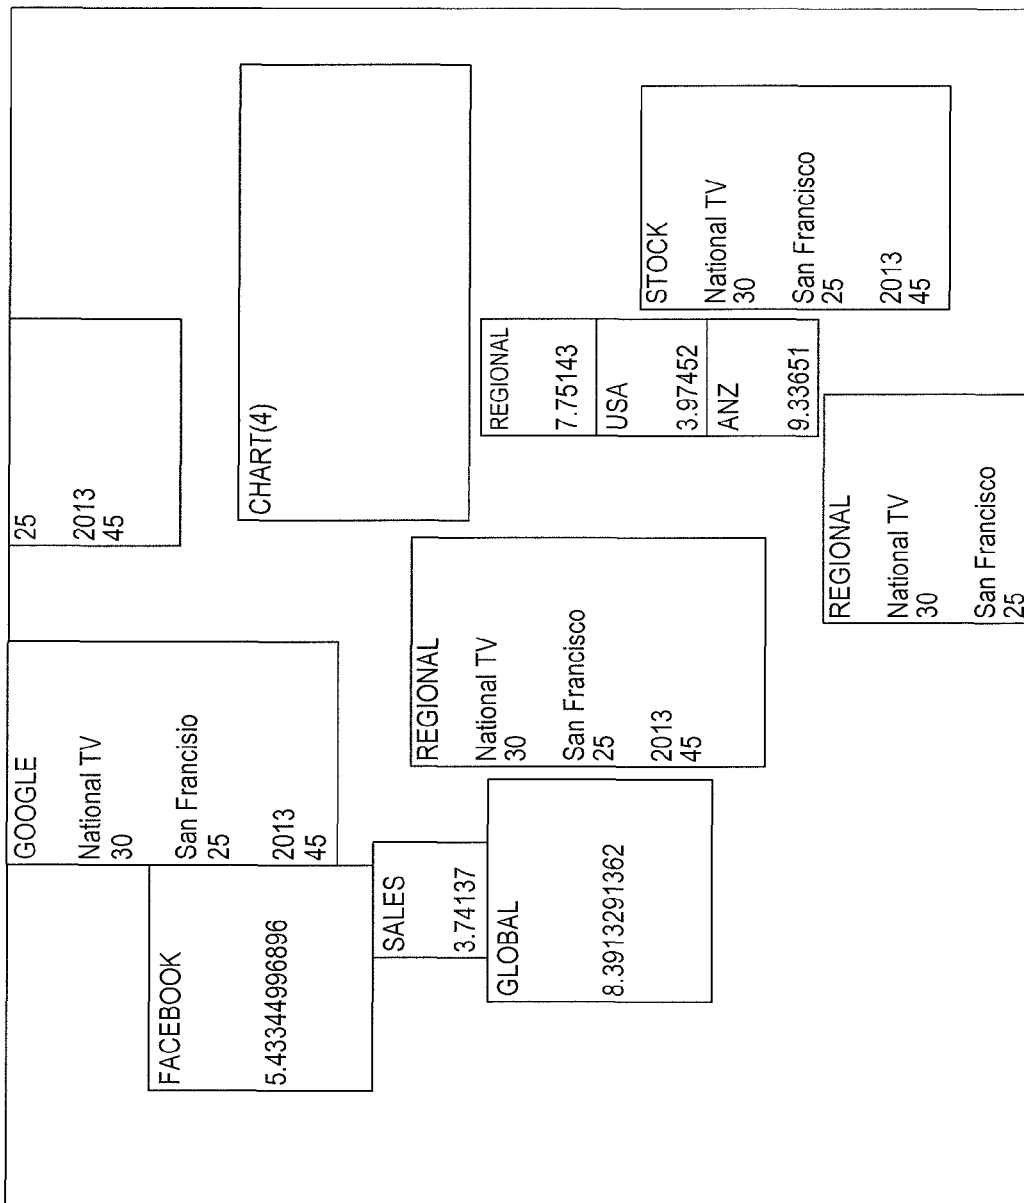 FACEBOOK
5.43344996896
GOOGLE
National TV
30
San Francisio
25
2013
45
25
2013
45
SALES
3.74137
GLOBAL
8.3913291362
REGIONAL
National TV
30
San Francisco
25
2013
45
CHART(4)
REGIONAL
7.75143
USA
3.97452
ANZ
9.33651
STOCK
National TV
30
San Francisco
25
2013
45
REGIONAL
National TV
30
San Francisco
25